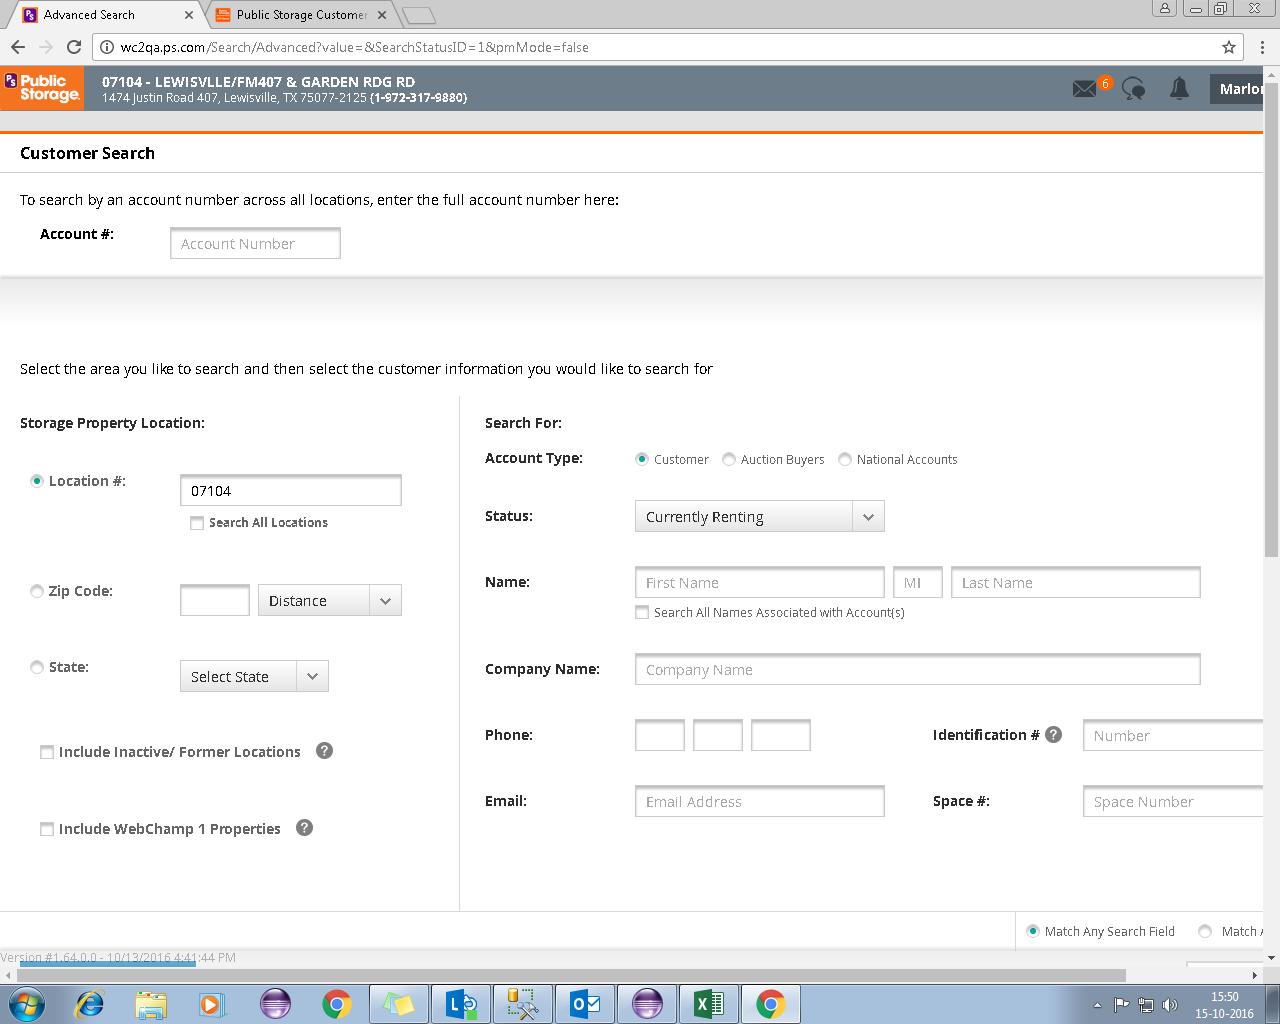 Advanced Search
Public Storage Customer
wc2qa.ps.com/Search/Advanced?value=&SearchStatusID=1&pmMode=false
PS Public Storage.
07104 - LEWISVLLE/FM407 & GARDEN RDG RD
1474 Justin Road 407, Lewisville, TX 75077-2125 (1-972-317-9880)
6
Customer Search
To search by an account number across all locations, enter the full account number here:
Account #:
Account Number
Select the area you like to search and then select the customer information you would like to search for
Storage Property Location:
Location #:
07104
Search All Locations
Zip Code:
Distance
State:
Select State
Include Inactive/ Former Locations ?
Include WebChamp 1 Properties ?
Search For:
Account Type:
Customer Auction Buyers National Accounts
Status:
Currently Renting
Name:
First Name MI Last Name
Search All Names Associated with Account(s)
Company Name:
Company Name
Phone:
Identification # ?
Number
Email:
Email Address
Space #:
Space Number
Match Any Search Field
Match
Version #1.64.0.0 - 10/13/2016 4:41:44 PM
15:50
15-10-2016